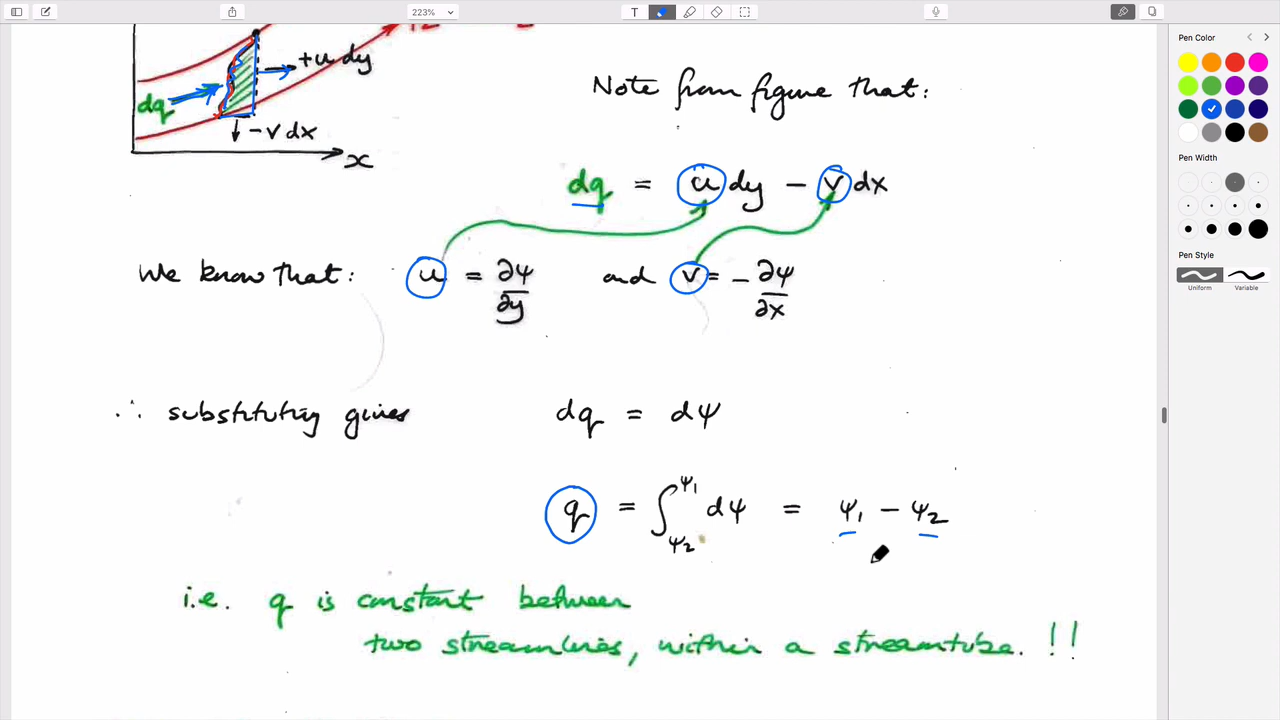 223%
T
Pen Color
+u dy
dq
- v dx
x
Note from figure that:
dq = u dy - v dx
We know that: u = ∂ψ/∂y and v = - ∂ψ/∂x
∴ substituting gives dq = dψ
q = ∫_{ψ2}^{ψ1} dψ = ψ1 - ψ2
i.e. q is constant between
two streamlines, within a streamtube. !!
Pen Width
Pen Style
Uniform
Variable